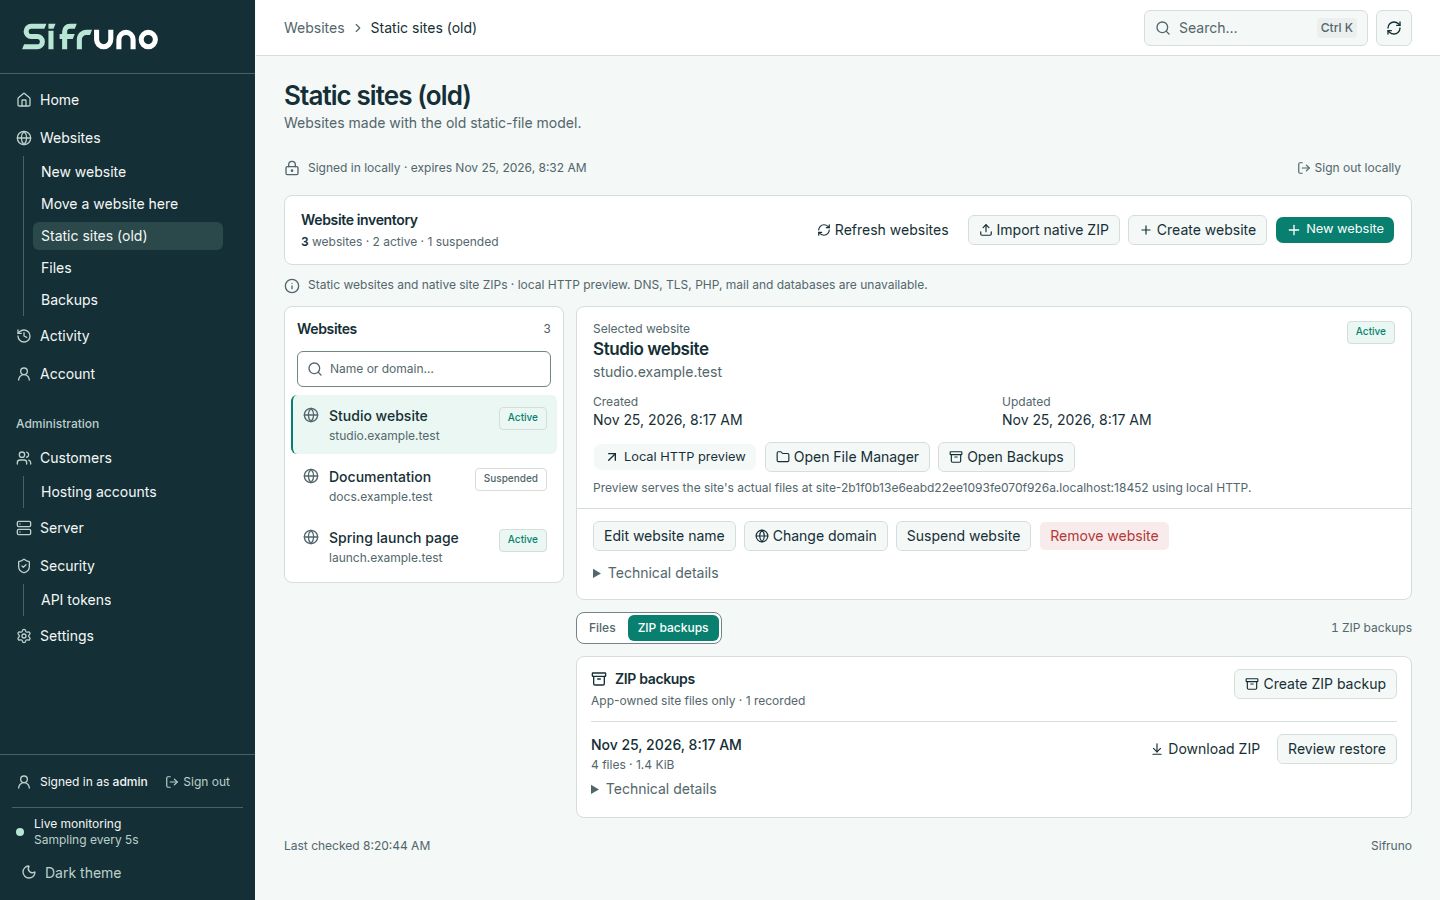 Sifruno
Home
Websites
New website
Move a website here
Static sites (old)
Files
Backups
Activity
Account
Administration
Customers
Hosting accounts
Server
Security
API tokens
Settings
Signed in as admin
Sign out
Live monitoring
Sampling every 5s
Dark theme
Websites > Static sites (old)
Search...
Ctrl K
Static sites (old)
Websites made with the old static-file model.
Signed in locally · expires Nov 25, 2026, 8:32 AM
Sign out locally
Website inventory
3 websites · 2 active · 1 suspended
Refresh websites
Import native ZIP
Create website
New website
Static websites and native site ZIPs · local HTTP preview. DNS, TLS, PHP, mail and databases are unavailable.
Websites
3
Name or domain...
Studio website
Active
studio.example.test
Documentation
Suspended
docs.example.test
Spring launch page
Active
launch.example.test
Selected website
Active
Studio website
studio.example.test
Created
Nov 25, 2026, 8:17 AM
Updated
Nov 25, 2026, 8:17 AM
Local HTTP preview
Open File Manager
Open Backups
Preview serves the site's actual files at site-2b1f0b13e6eabd22ee1093fe070f926a.localhost:18452 using local HTTP.
Edit website name
Change domain
Suspend website
Remove website
Technical details
Files
ZIP backups
1 ZIP backups
ZIP backups
App-owned site files only · 1 recorded
Create ZIP backup
Nov 25, 2026, 8:17 AM
4 files · 1.4 KiB
Download ZIP
Review restore
Technical details
Last checked 8:20:44 AM
Sifruno